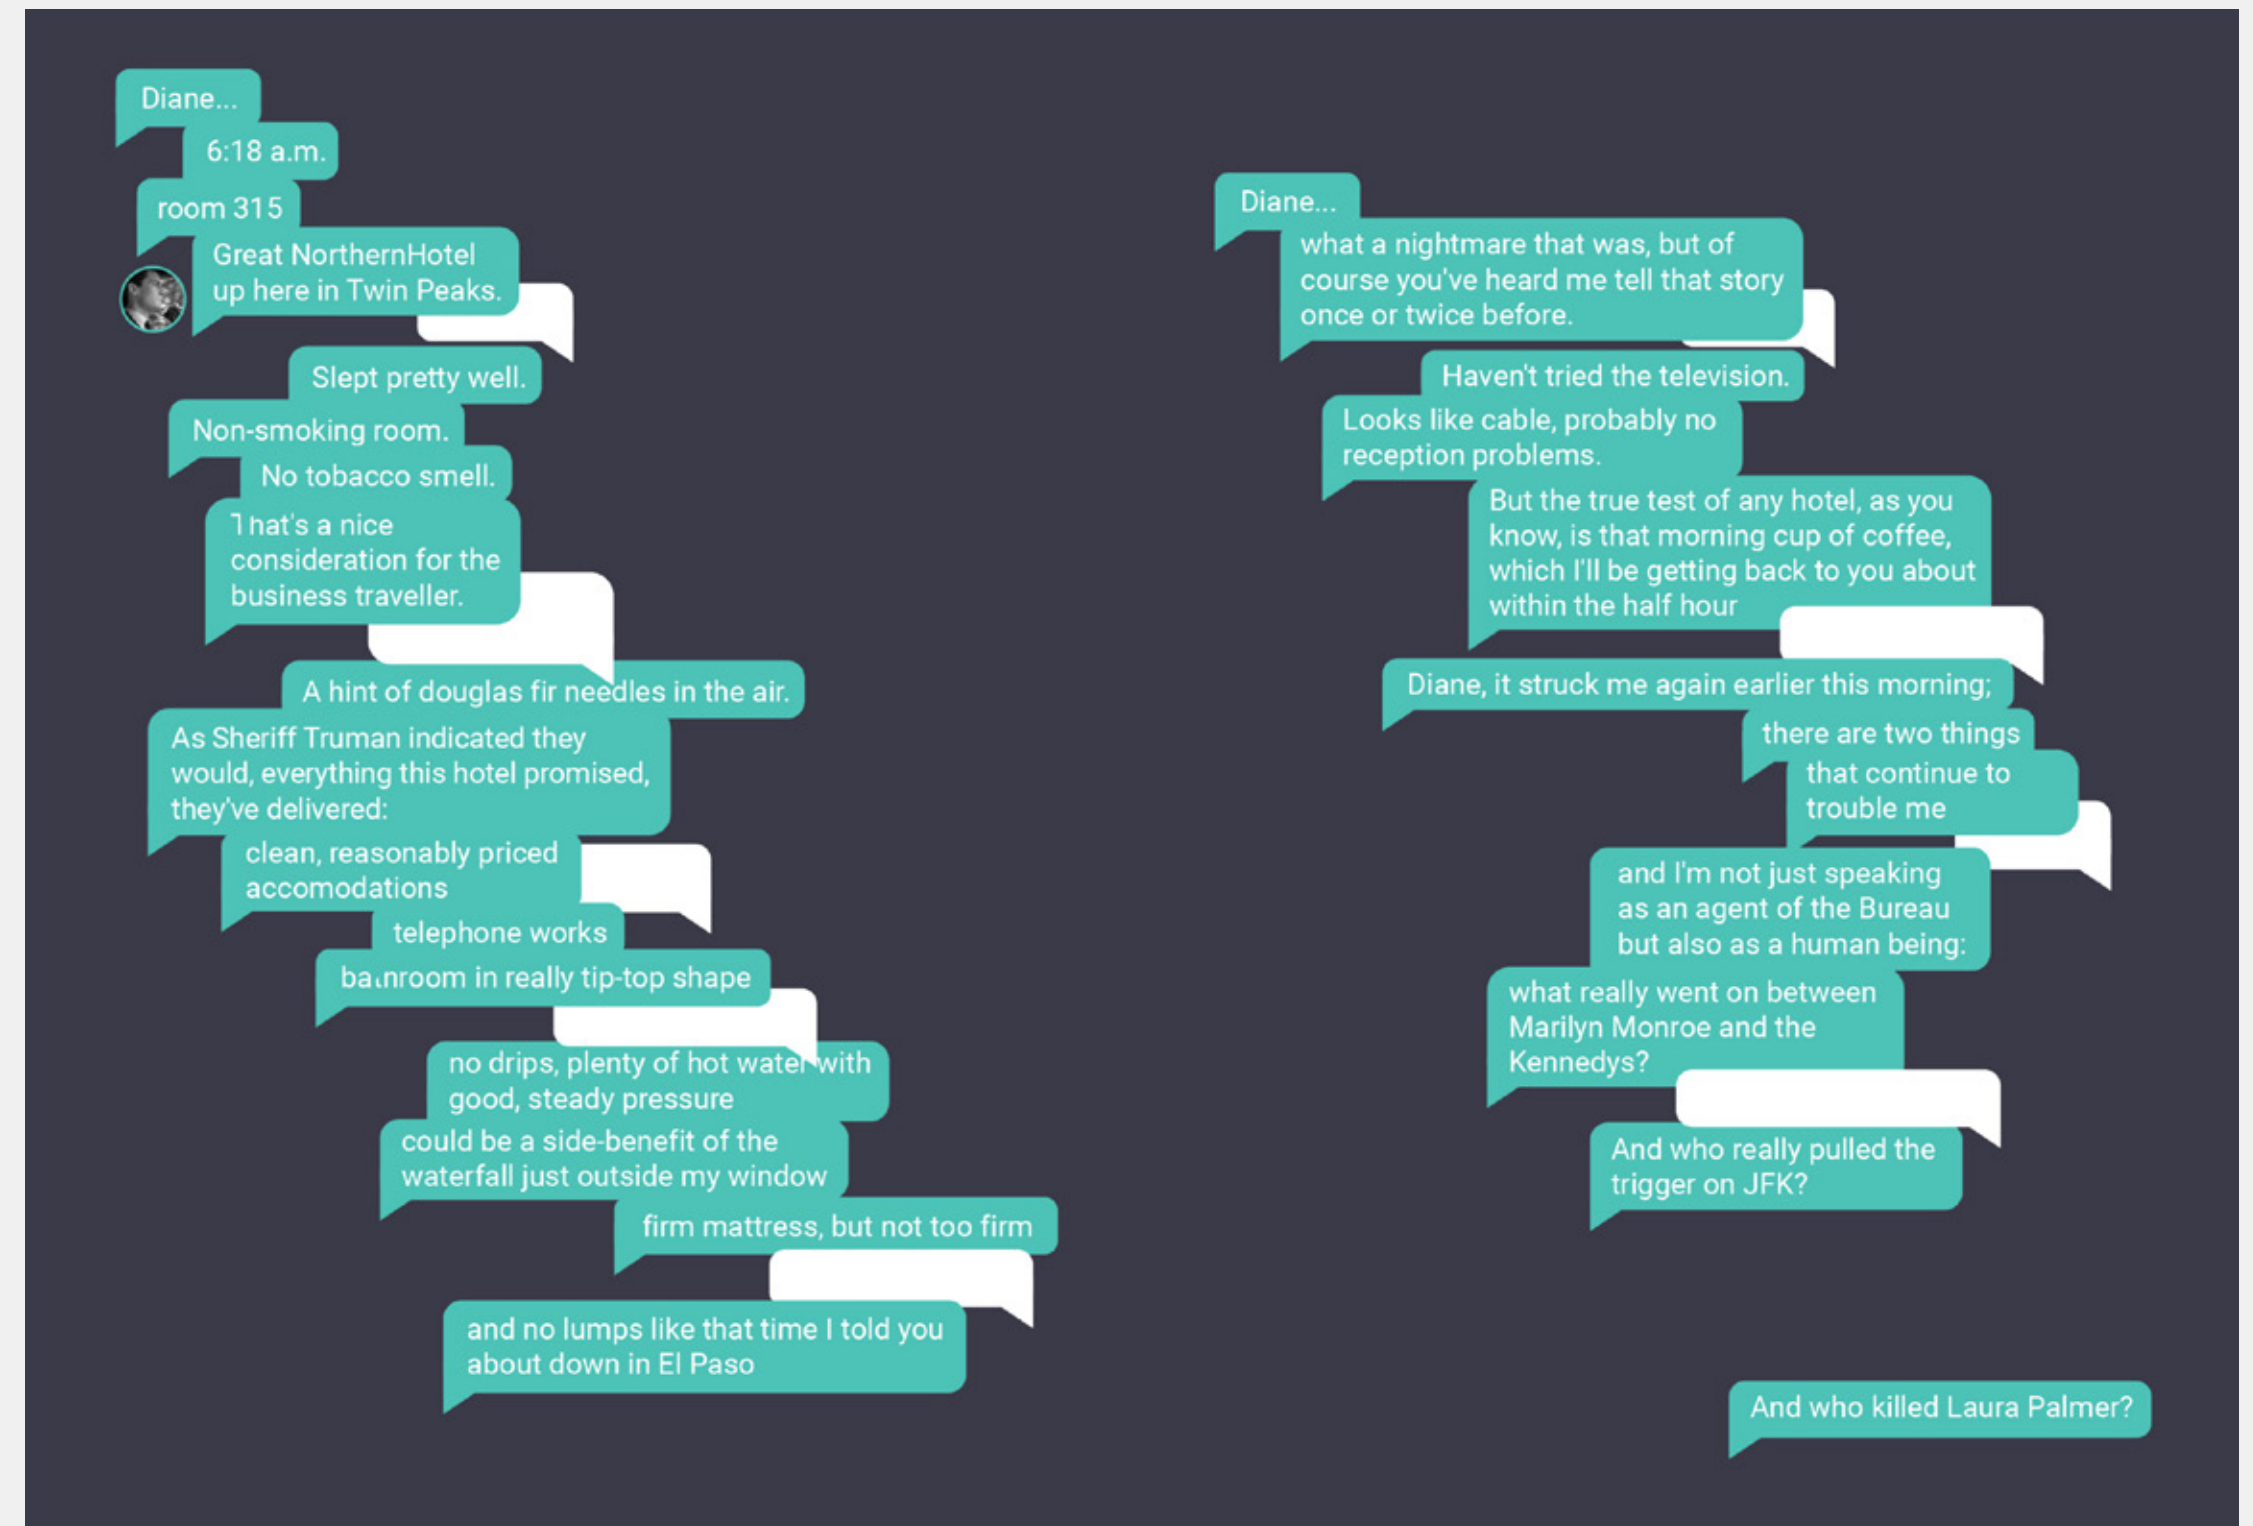 Diane...
6:18 a.m.
room 315
Great NorthernHotel
up here in Twin Peaks.
Slept pretty well.
Non-smoking room.
No tobacco smell.
That's a nice
consideration for the
business traveller.
A hint of douglas fir needles in the air.
As Sheriff Truman indicated they
would, everything this hotel promised,
they've delivered:
clean, reasonably priced
accomodations
telephone works
bathroom in really tip-top shape
no drips, plenty of hot water with
good, steady pressure
could be a side-benefit of the
waterfall just outside my window
firm mattress, but not too firm
and no lumps like that time I told you
about down in El Paso
Diane...
what a nightmare that was, but of
course you've heard me tell that story
once or twice before.
Haven't tried the television.
Looks like cable, probably no
reception problems.
But the true test of any hotel, as you
know, is that morning cup of coffee,
which I'll be getting back to you about
within the half hour
Diane, it struck me again earlier this morning;
there are two things
that continue to
trouble me
and I'm not just speaking
as an agent of the Bureau
but also as a human being:
what really went on between
Marilyn Monroe and the
Kennedys?
And who really pulled the
trigger on JFK?
And who killed Laura Palmer?